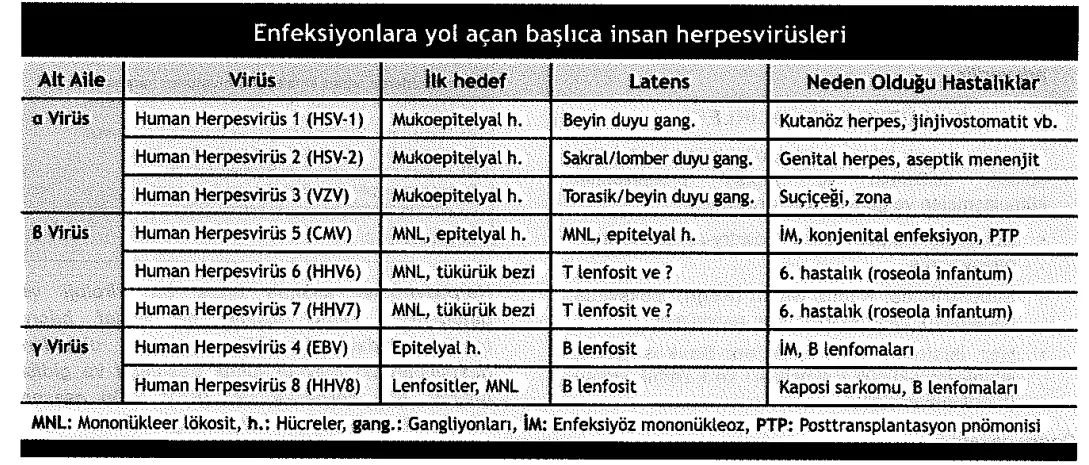 Enfeksiyonlara yol açan başlıca insan herpesvirüsleri
Alt Aile Virüs İlk hedef Latens Neden Olduğu Hastalıklar
α Virüs Human Herpesvirüs 1 (HSV-1) Mukoepitelyal h. Beyin duyu gang. Kutanöz herpes, jinjivostomatit vb.
Human Herpesvirüs 2 (HSV-2) Mukoepitelyal h. Sakral/lomber duyu gang. Genital herpes, aseptik menenjit
Human Herpesvirüs 3 (VZV) Mukoepitelyal h. Torasik/beyin duyu gang. Suçiçeği, zona
β Virüs Human Herpesvirüs 5 (CMV) MNL, epitelyal h. MNL, epitelyal h. İM, konjenital enfeksiyon, PTP
Human Herpesvirüs 6 (HHV6) MNL, tükürük bezi T lenfosit ve ? 6. hastalık (roseola infantum)
Human Herpesvirüs 7 (HHV7) MNL, tükürük bezi T lenfosit ve ? 6. hastalık (roseola infantum)
γ Virüs Human Herpesvirüs 4 (EBV) Epitelyal h. B lenfosit İM, B lenfomaları
Human Herpesvirüs 8 (HHV8) Lenfositler, MNL B lenfosit Kaposi sarkomu, B lenfomaları
MNL: Mononükleer lökosit, h.: Hücreler, gang.: Gangliyonları, İM: Enfeksiyöz mononükleoz, PTP: Posttransplantasyon pnömonisi